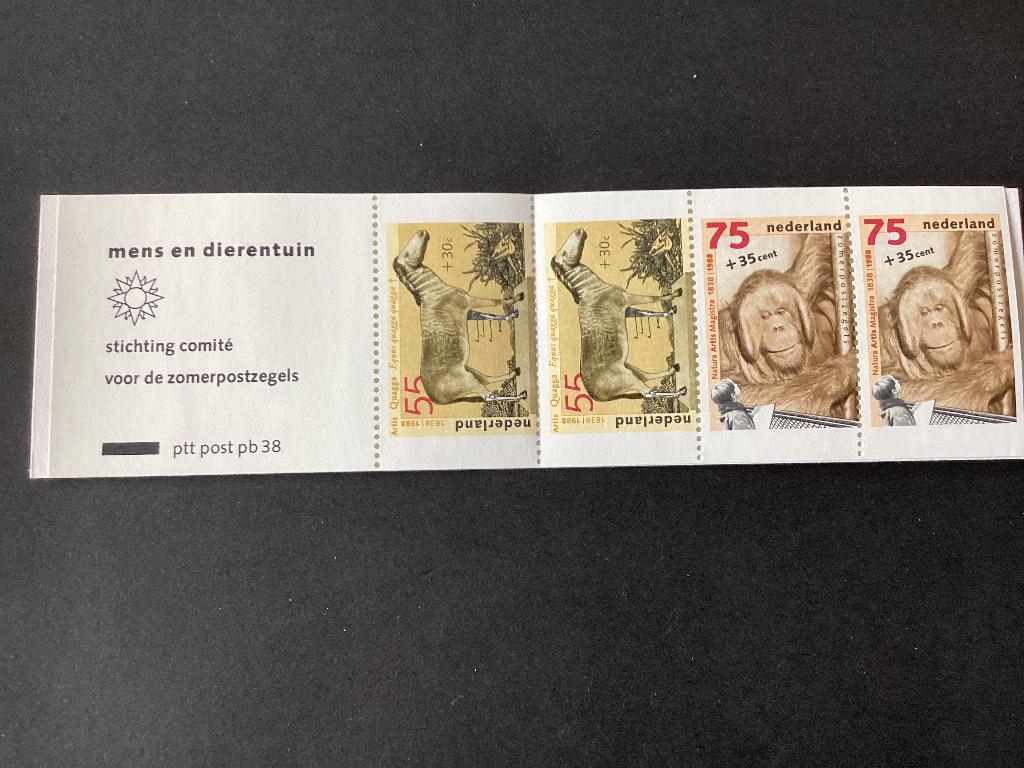 mens en dierentuin
stichting comité
voor de zomerpostzegels
ptt post pb 38
+30c
Artis Quagga Equus quagga quagga †
55
1838 | 1988
nederland
+30c
Artis Quagga Equus quagga quagga †
55
1838 | 1988
nederland
75 nederland
+35 cent
Natura Artis Magistra 1838 | 1988
zomerpostzegels
75 nederland
+35 cent
Natura Artis Magistra 1838 | 1988
zomerpostzegels